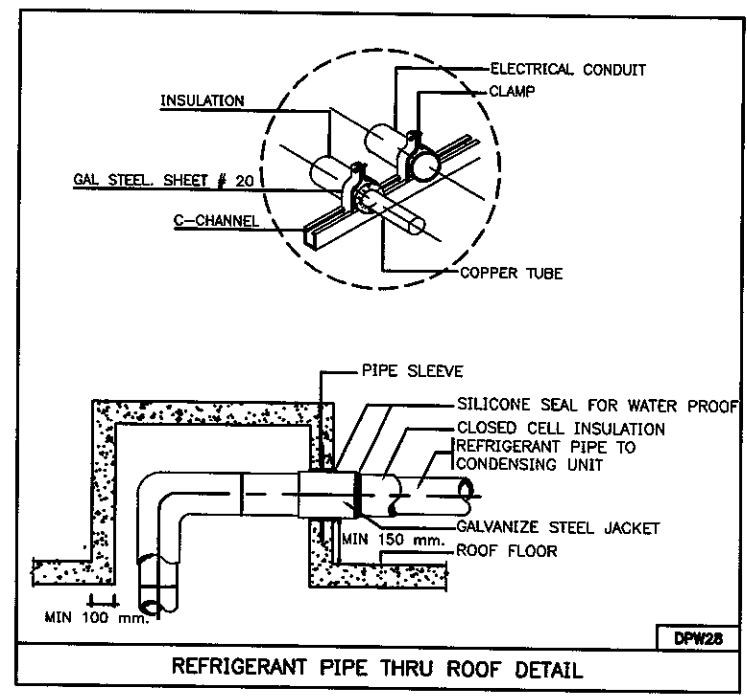 ELECTRICAL CONDUIT
CLAMP
INSULATION
GAL STEEL. SHEET # 20
C-CHANNEL
COPPER TUBE
PIPE SLEEVE
SILICONE SEAL FOR WATER PROOF
CLOSED CELL INSULATION
REFRIGERANT PIPE TO
CONDENSING UNIT
GALVANIZE STEEL JACKET
MIN 150 mm.
ROOF FLOOR
MIN 100 mm.
DPW28
REFRIGERANT PIPE THRU ROOF DETAIL